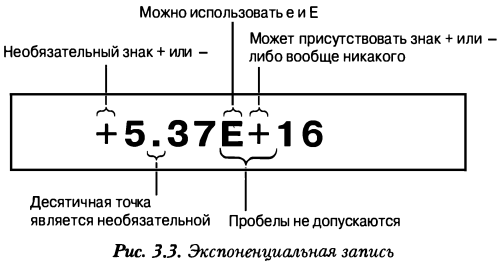 Можно использовать e и E
Необязательный знак + или –
Может присутствовать знак + или –
либо вообще никакого
+5.37E+16
Десятичная точка
является необязательной
Пробелы не допускаются
Рис. 3.3. Экспоненциальная запись